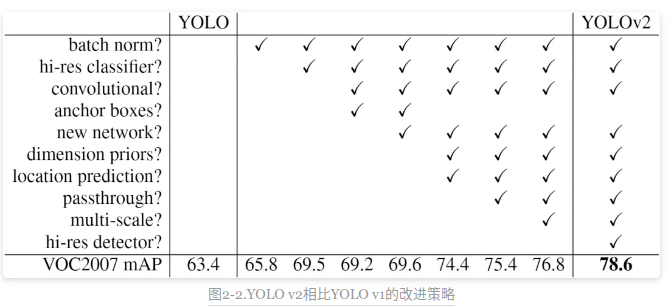 YOLO YOLOv2
batch norm? ✓ ✓ ✓ ✓ ✓ ✓ ✓ ✓
hi-res classifier? ✓ ✓ ✓ ✓ ✓ ✓ ✓
convolutional? ✓ ✓ ✓ ✓ ✓ ✓
anchor boxes? ✓ ✓
new network? ✓ ✓ ✓ ✓ ✓
dimension priors? ✓ ✓ ✓ ✓
location prediction? ✓ ✓ ✓ ✓
passthrough? ✓ ✓ ✓
multi-scale? ✓ ✓
hi-res detector? ✓
VOC2007 mAP 63.4 65.8 69.5 69.2 69.6 74.4 75.4 76.8 78.6
图2-2.YOLO v2相比YOLO v1的改进策略